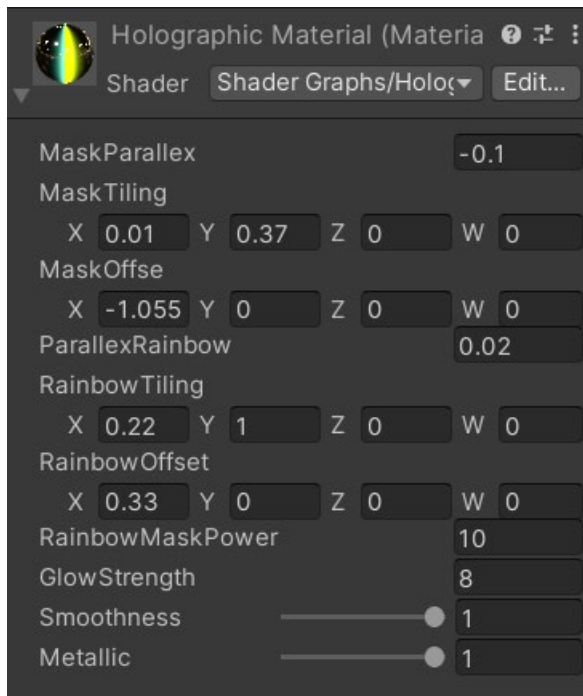 Holographic Material (Materia
Shader Shader Graphs/Holog Edit...
MaskParallex -0.1
MaskTiling
X 0.01 Y 0.37 Z 0 W 0
MaskOffse
X -1.055 Y 0 Z 0 W 0
ParallexRainbow 0.02
RainbowTiling
X 0.22 Y 1 Z 0 W 0
RainbowOffset
X 0.33 Y 0 Z 0 W 0
RainbowMaskPower 10
GlowStrength 8
Smoothness 1
Metallic 1